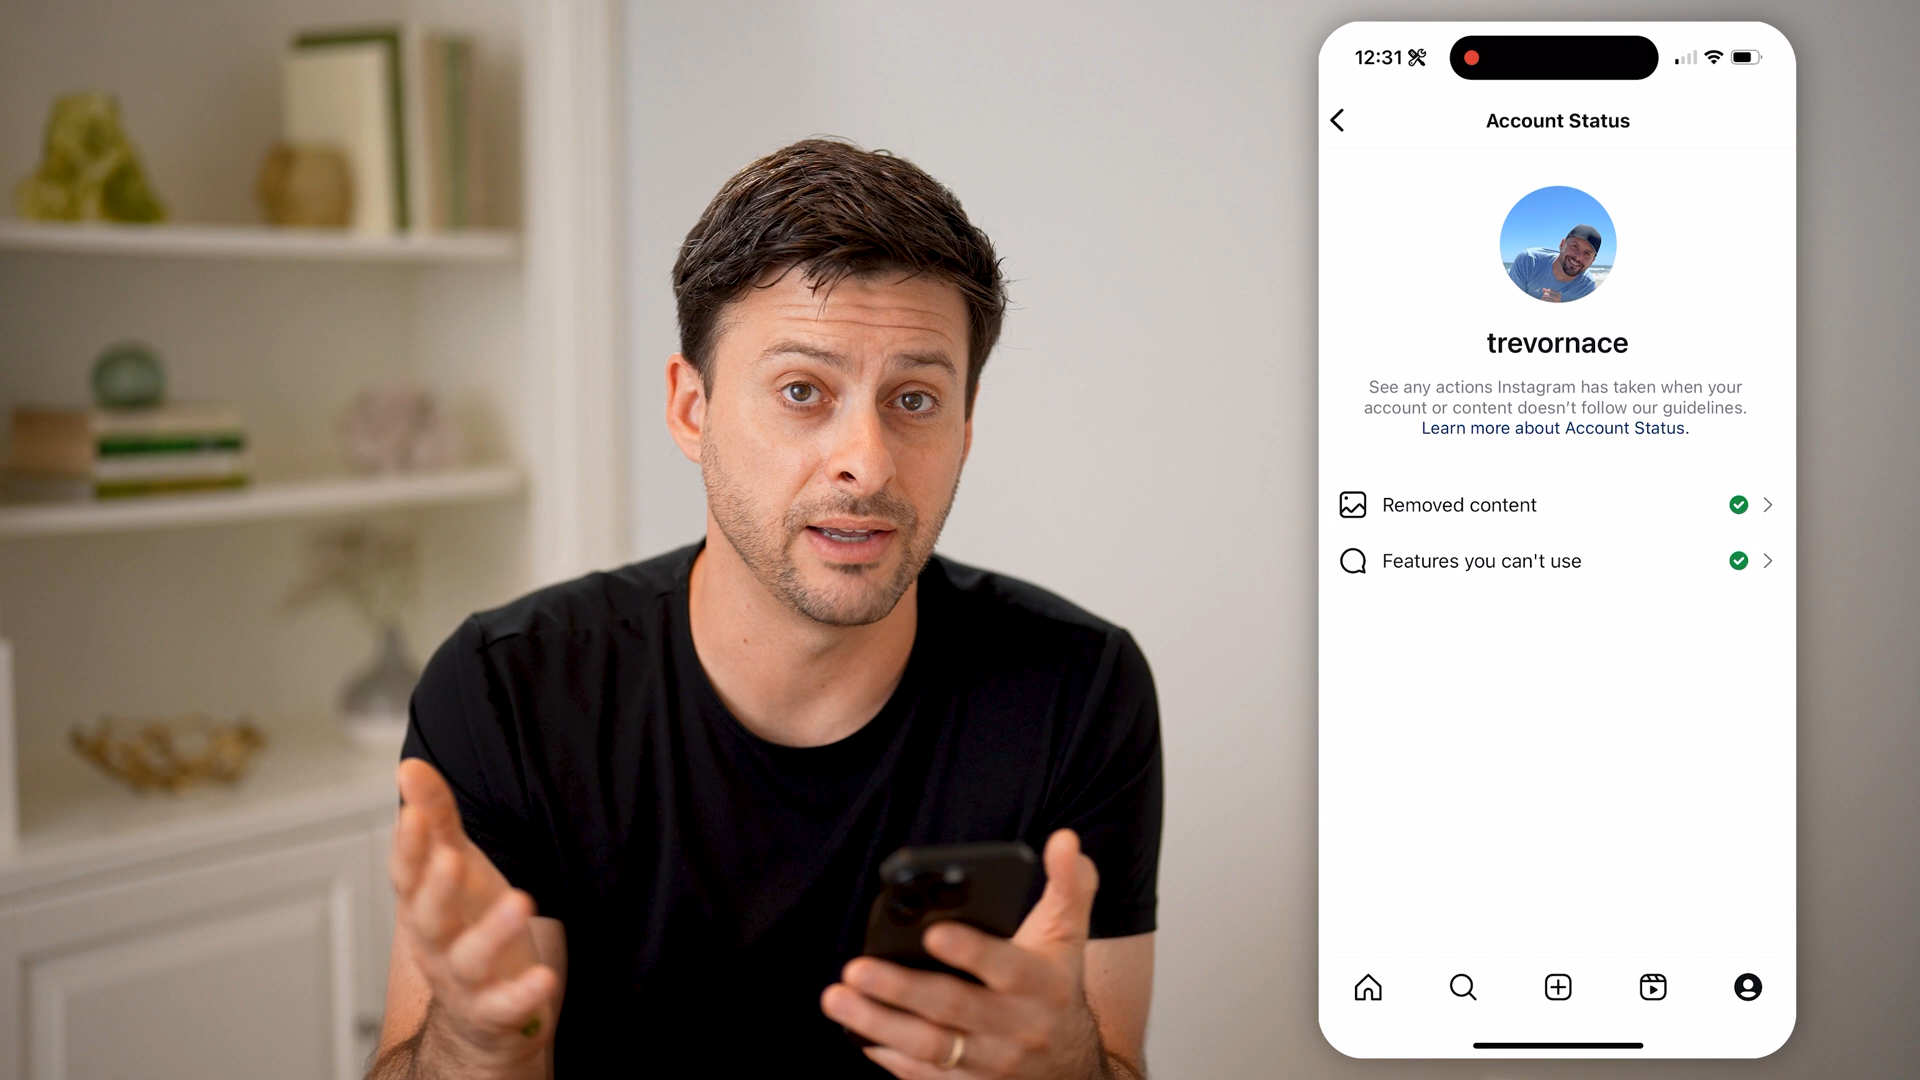 12:31
Account Status
trevornace
See any actions Instagram has taken when your
account or content doesn’t follow our guidelines.
Learn more about Account Status.
Removed content
Features you can't use